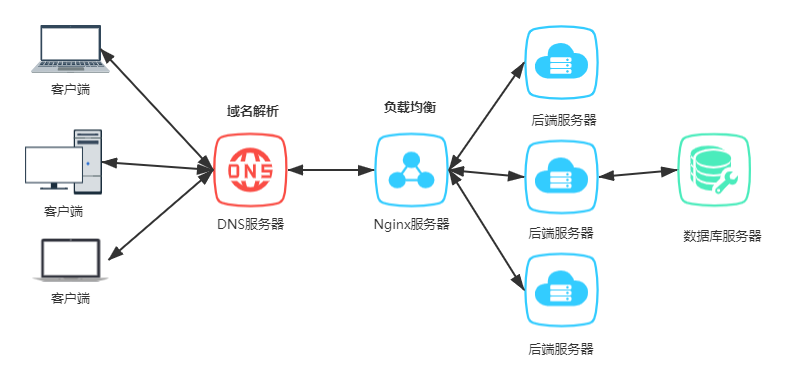 客户端
客户端
客户端
域名解析
DNS
DNS服务器
负载均衡
Nginx服务器
后端服务器
后端服务器
后端服务器
数据库服务器